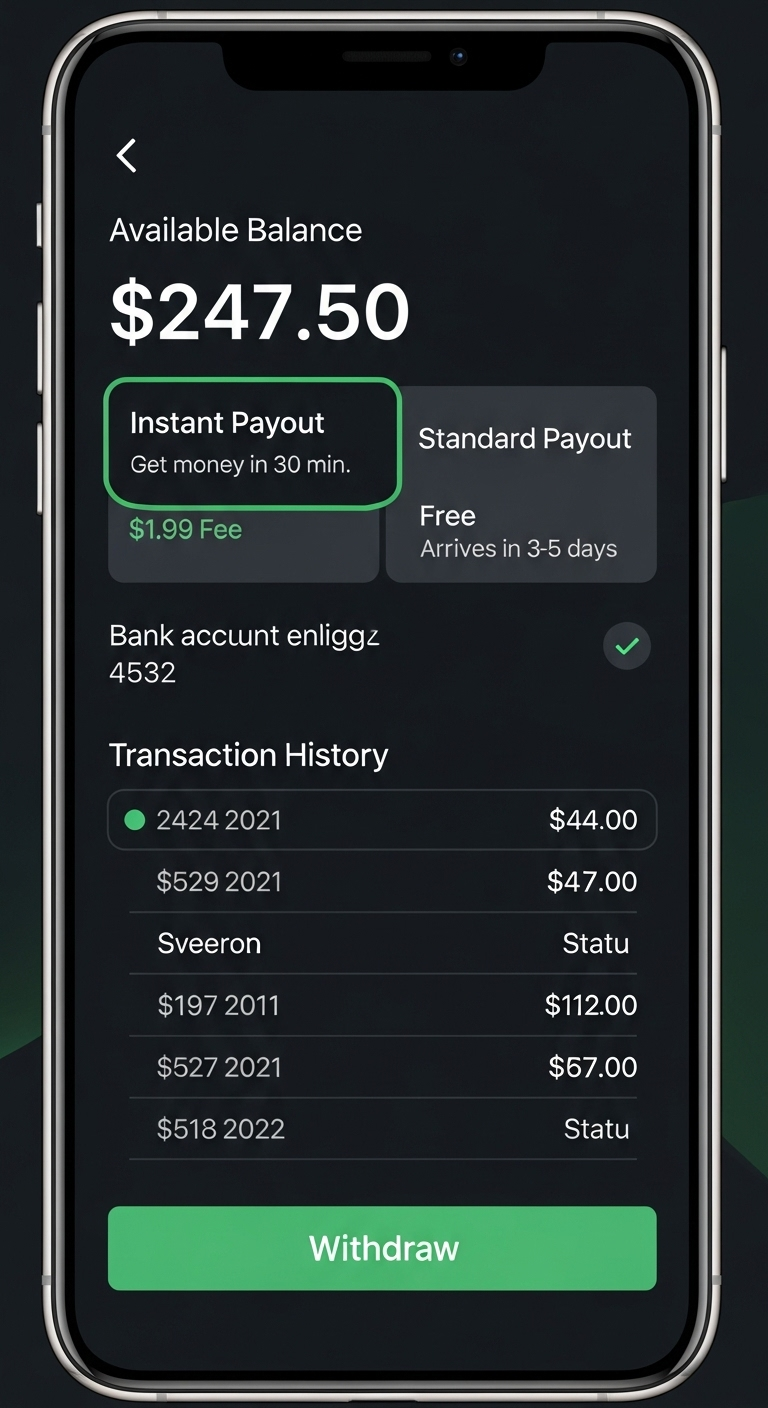 Available Balance
$247.50
Instant Payout
Get money in 30 min.
$1.99 Fee
Standard Payout
Free
Arrives in 3-5 days
Bank accunt enliggz
4532
Transaction History
2424 2021 $44.00
$529 2021 $47.00
Sveeron Statu
$197 2011 $112.00
$527 2021 $67.00
$518 2022 Statu
Withdraw